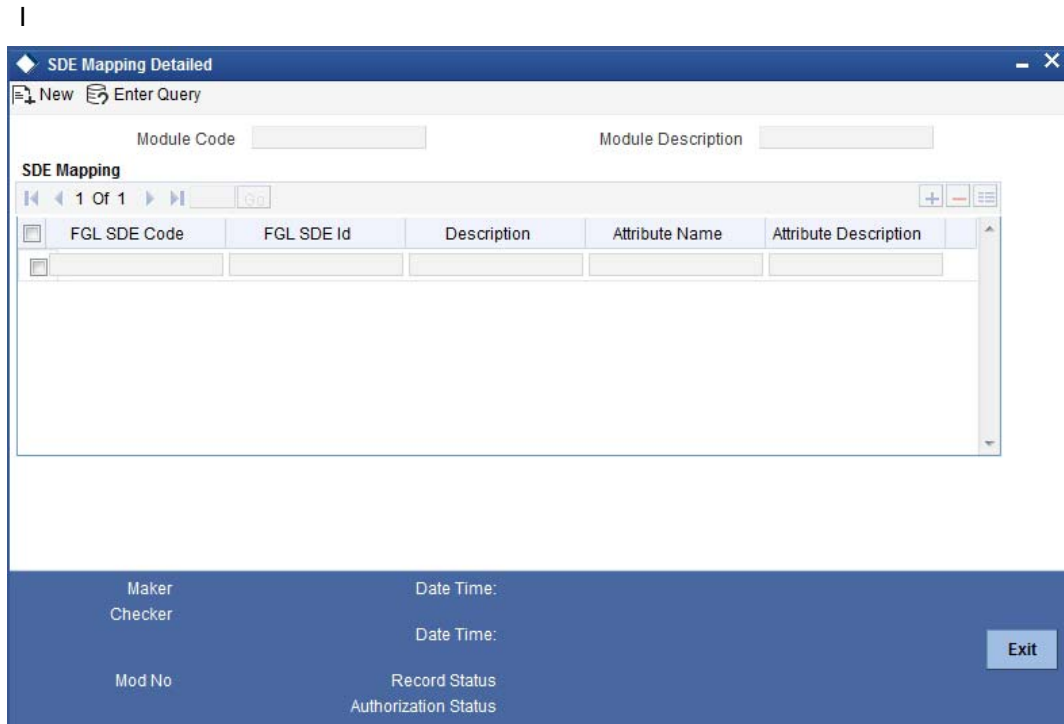 I
SDE Mapping Detailed
New Enter Query
Module Code Module Description
SDE Mapping
1 Of 1 Go
FGL SDE Code FGL SDE Id Description Attribute Name Attribute Description
Maker Date Time:
Checker
Date Time:
Exit
Mod No Record Status
Authorization Status